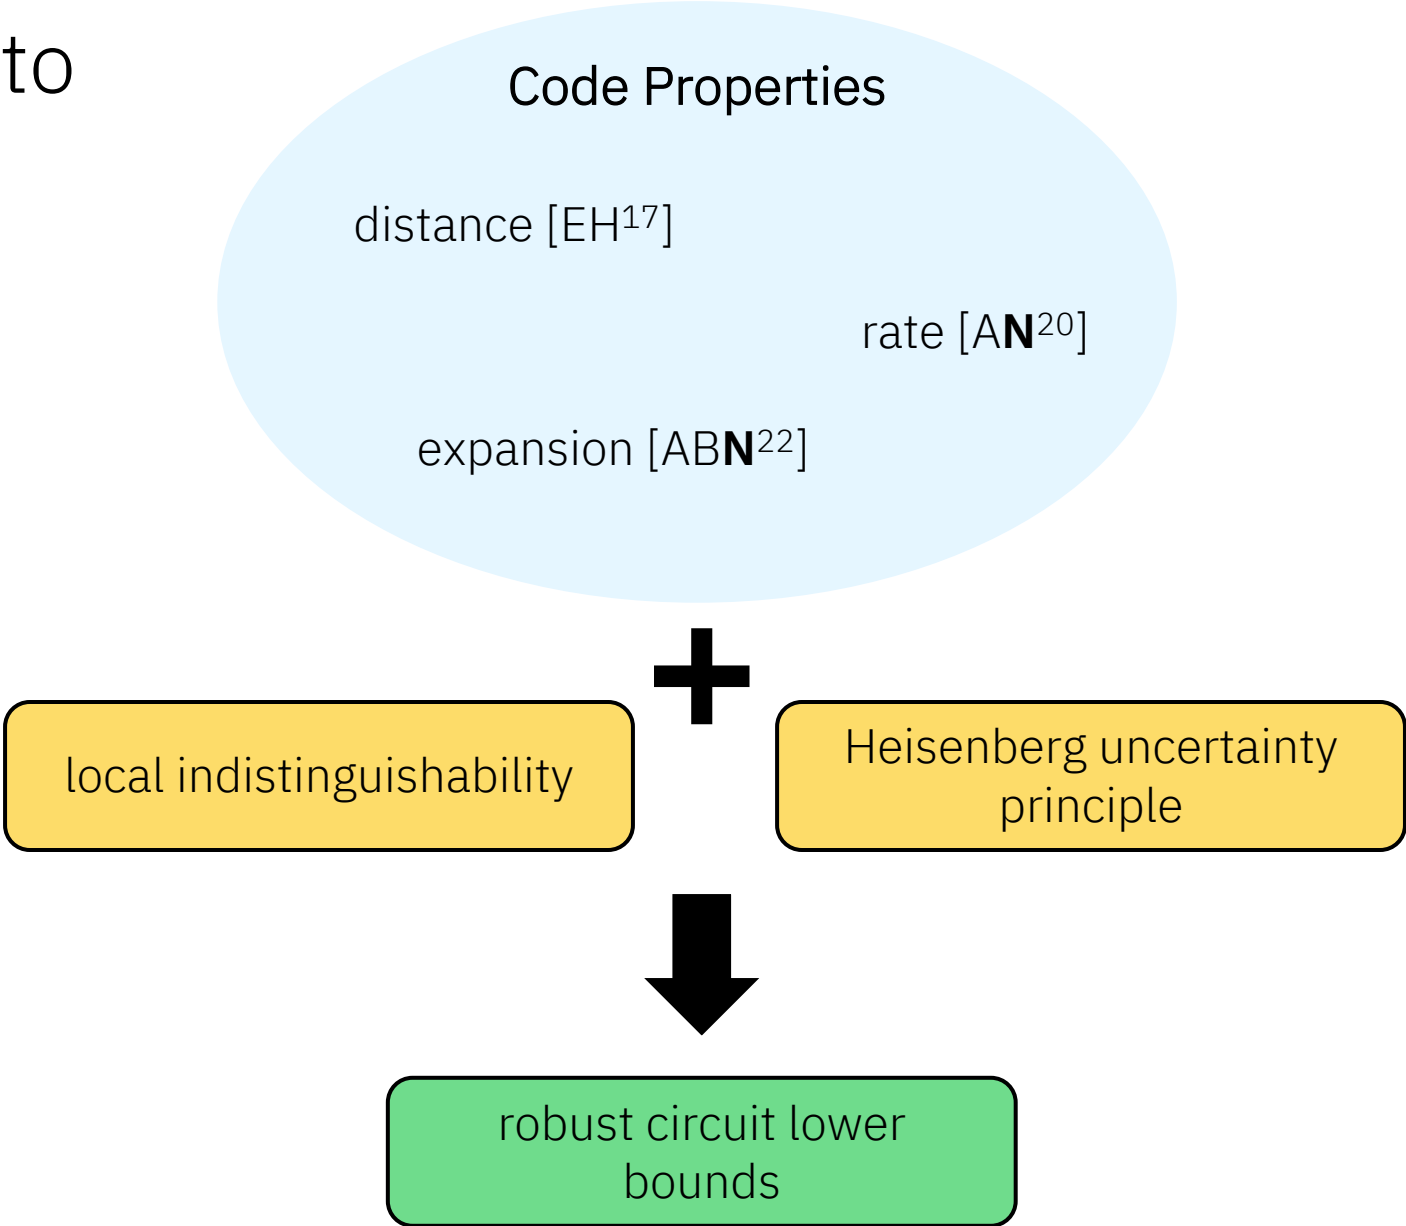 to
Code Properties
distance [EH17]
rate [AN20]
expansion [ABN22]
local indistinguishability
Heisenberg uncertainty
principle
robust circuit lower
bounds